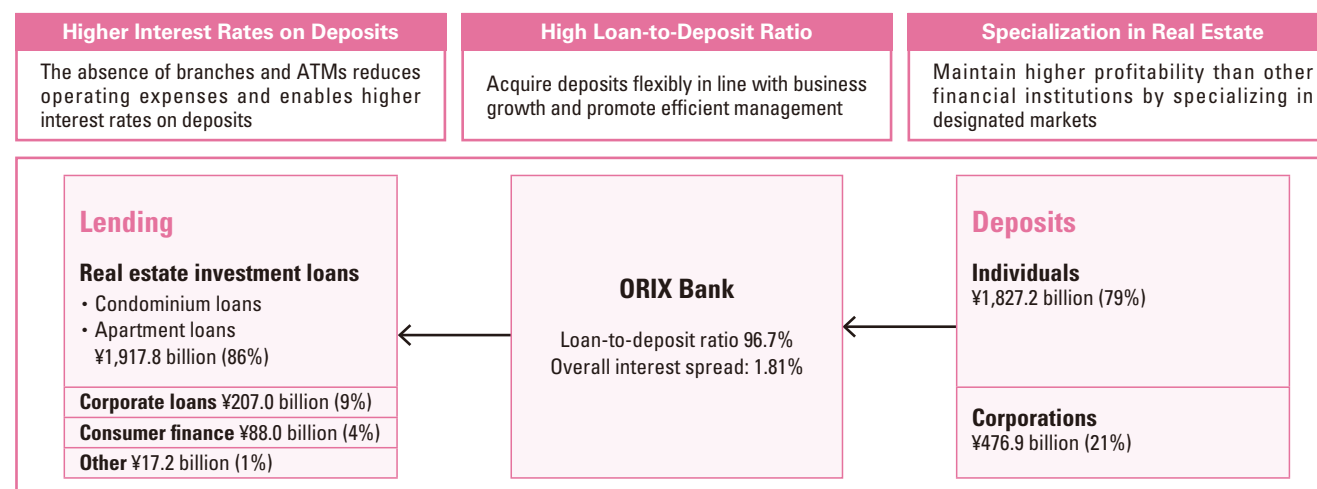 Higher Interest Rates on Deposits
The absence of branches and ATMs reduces
operating expenses and enables higher
interest rates on deposits
High Loan-to-Deposit Ratio
Acquire deposits flexibly in line with business
growth and promote efficient management
Specialization in Real Estate
Maintain higher profitability than other
financial institutions by specializing in
designated markets
Lending
Real estate investment loans
・Condominium loans
・Apartment loans
¥1,917.8 billion (86%)
Corporate loans ¥207.0 billion (9%)
Consumer finance ¥88.0 billion (4%)
Other ¥17.2 billion (1%)
ORIX Bank
Loan-to-deposit ratio 96.7%
Overall interest spread: 1.81%
Deposits
Individuals
¥1,827.2 billion (79%)
Corporations
¥476.9 billion (21%)